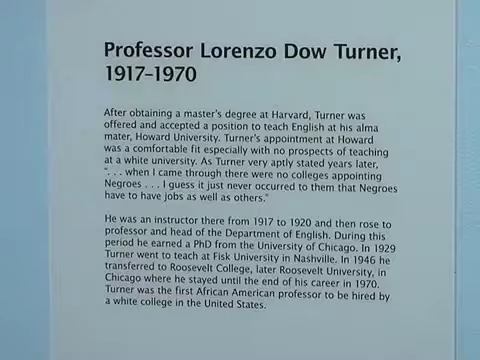 Professor Lorenzo Dow Turner,
1917–1970
After obtaining a master's degree at Harvard, Turner was
offered and accepted a position to teach English at his alma
mater, Howard University. Turner's appointment at Howard
was a comfortable fit especially with no prospects of teaching
at a white university. As Turner very aptly stated years later,
". . . when I came through there were no colleges appointing
Negroes . . . I guess it just never occurred to them that Negroes
have to have jobs as well as others."
He was an instructor there from 1917 to 1920 and then rose to
professor and head of the Department of English. During this
period he earned a PhD from the University of Chicago. In 1929
Turner went to teach at Fisk University in Nashville. In 1946 he
transferred to Roosevelt College, later Roosevelt University, in
Chicago where he stayed until the end of his career in 1970.
Turner was the first African American professor to be hired by
a white college in the United States.